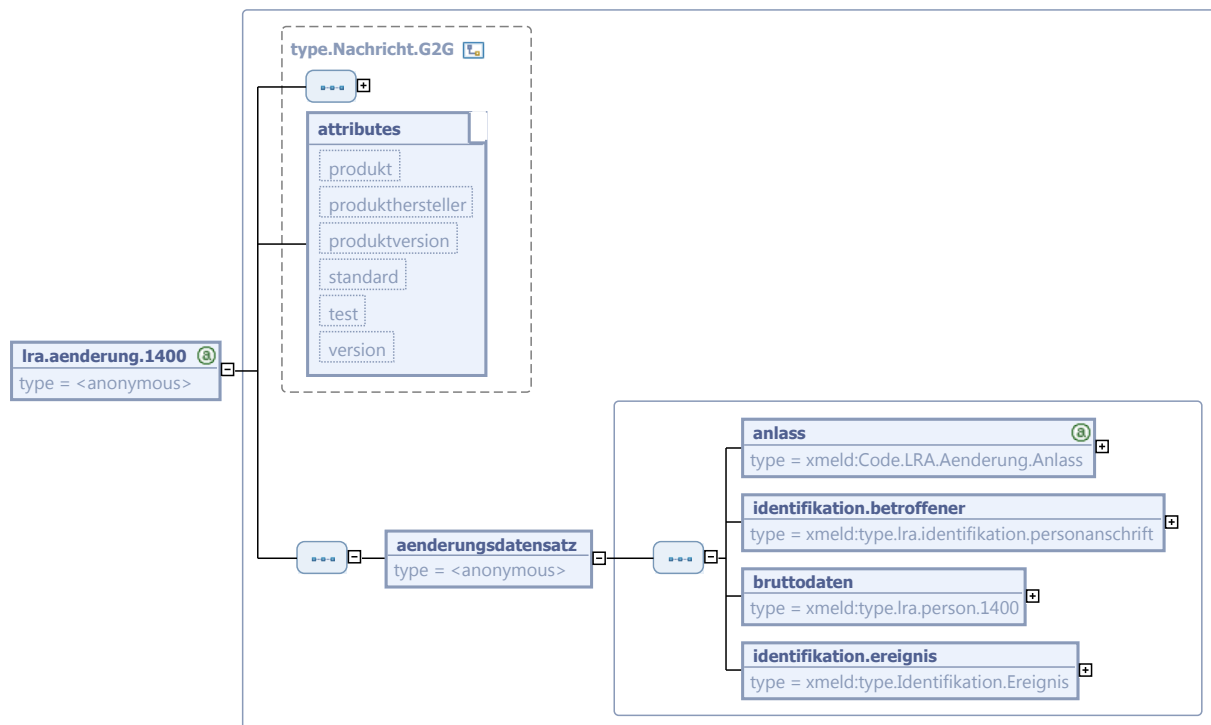 type.Nachricht.G2G
attributes
produkt
produkthersteller
produktversion
standard
test
version
lra.aenderung.1400
type = <anonymous>
aenderungsdatensatz
type = <anonymous>
anlass
type = xmeld:Code.LRA.Aenderung.Anlass
identifikation.betroffener
type = xmeld:type.lra.identifikation.personanschrift
bruttodaten
type = xmeld:type.lra.person.1400
identifikation.ereignis
type = xmeld:type.Identifikation.Ereignis